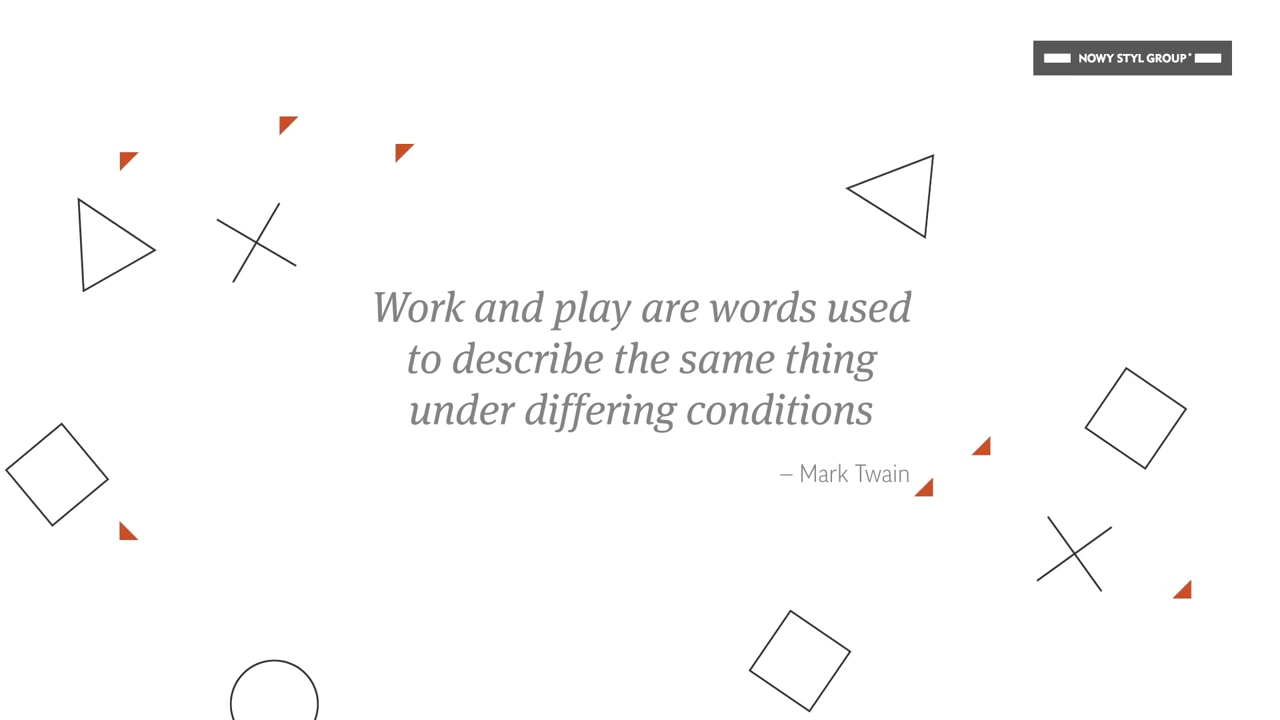 NOWY STYL GROUP
Work and play are words used
to describe the same thing
under differing conditions
– Mark Twain